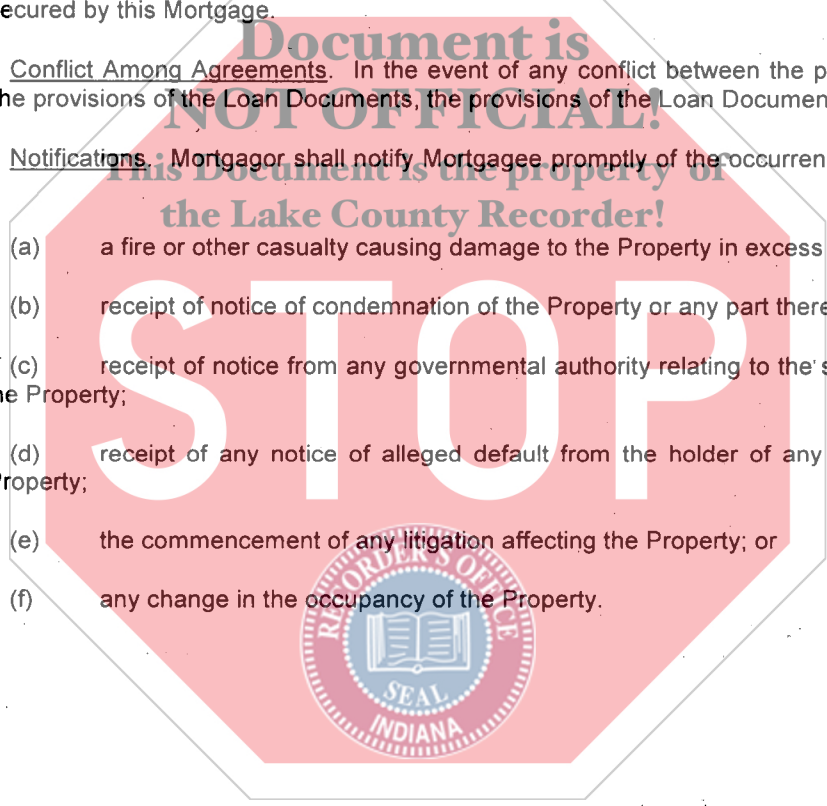 ecured by this Mortgage.
Document is
Conflict Among Agreements. In the event of any conflict between the p
he provisions of the Loan Documents, the provisions of the Loan Documen
NOT OFFICIAL!
Notifications. Mortgagor shall notify Mortgagee promptly of the occurren
This Document is the property of
the Lake County Recorder!
(a) a fire or other casualty causing damage to the Property in excess
(b) receipt of notice of condemnation of the Property or any part there
(c) receipt of notice from any governmental authority relating to the s
he Property;
STOP
(d) receipt of any notice of alleged default from the holder of any
Property;
(e) the commencement of any litigation affecting the Property; or
RECORDER'S OFFICE
(f) any change in the occupancy of the Property.
SEAL
INDIANA